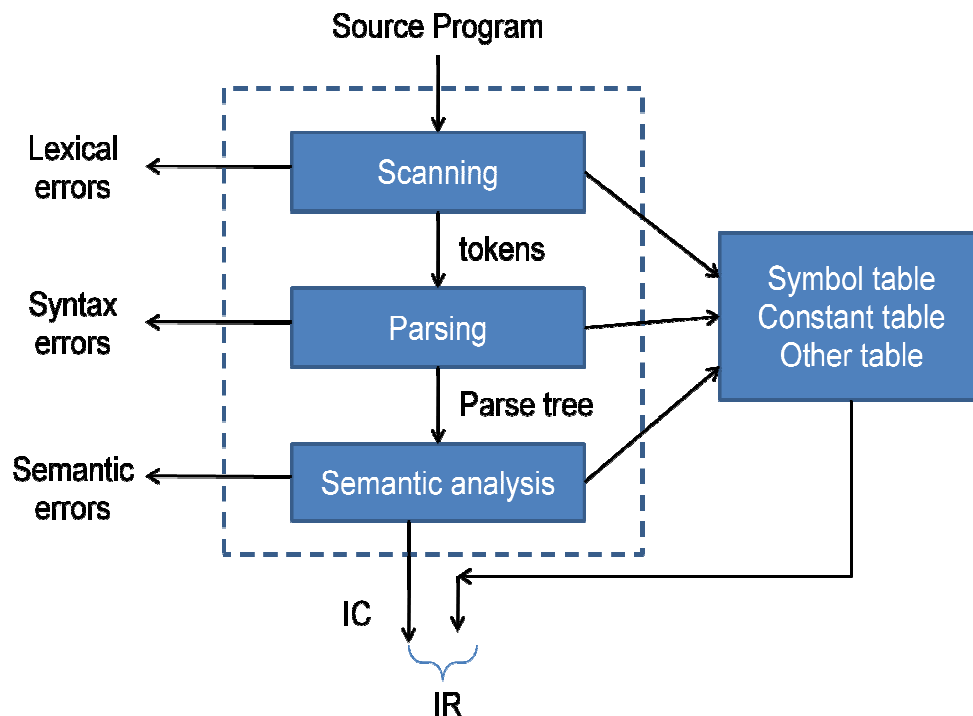 Source Program
Lexical
errors
Scanning
tokens
Syntax
errors
Parsing
Symbol table
Constant table
Other table
Parse tree
Semantic
errors
Semantic analysis
IC
IR